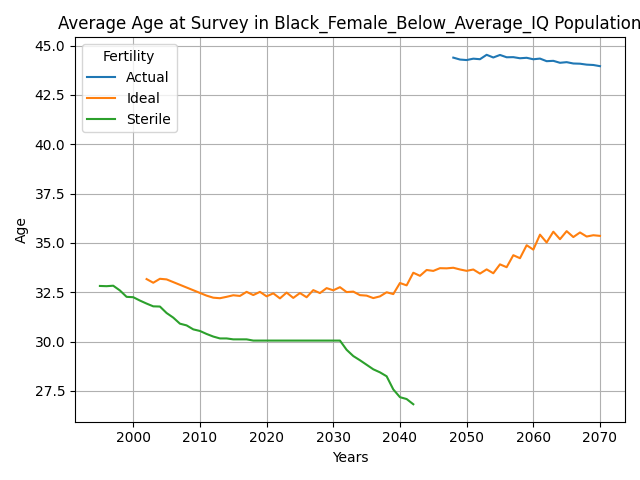 Average Age at Survey in Black_Female_Below_Average_IQ Population
Fertility
Actual
Ideal
Sterile
45.0
42.5
40.0
37.5
35.0
32.5
30.0
27.5
Age
2000 2010 2020 2030 2040 2050 2060 2070
Years